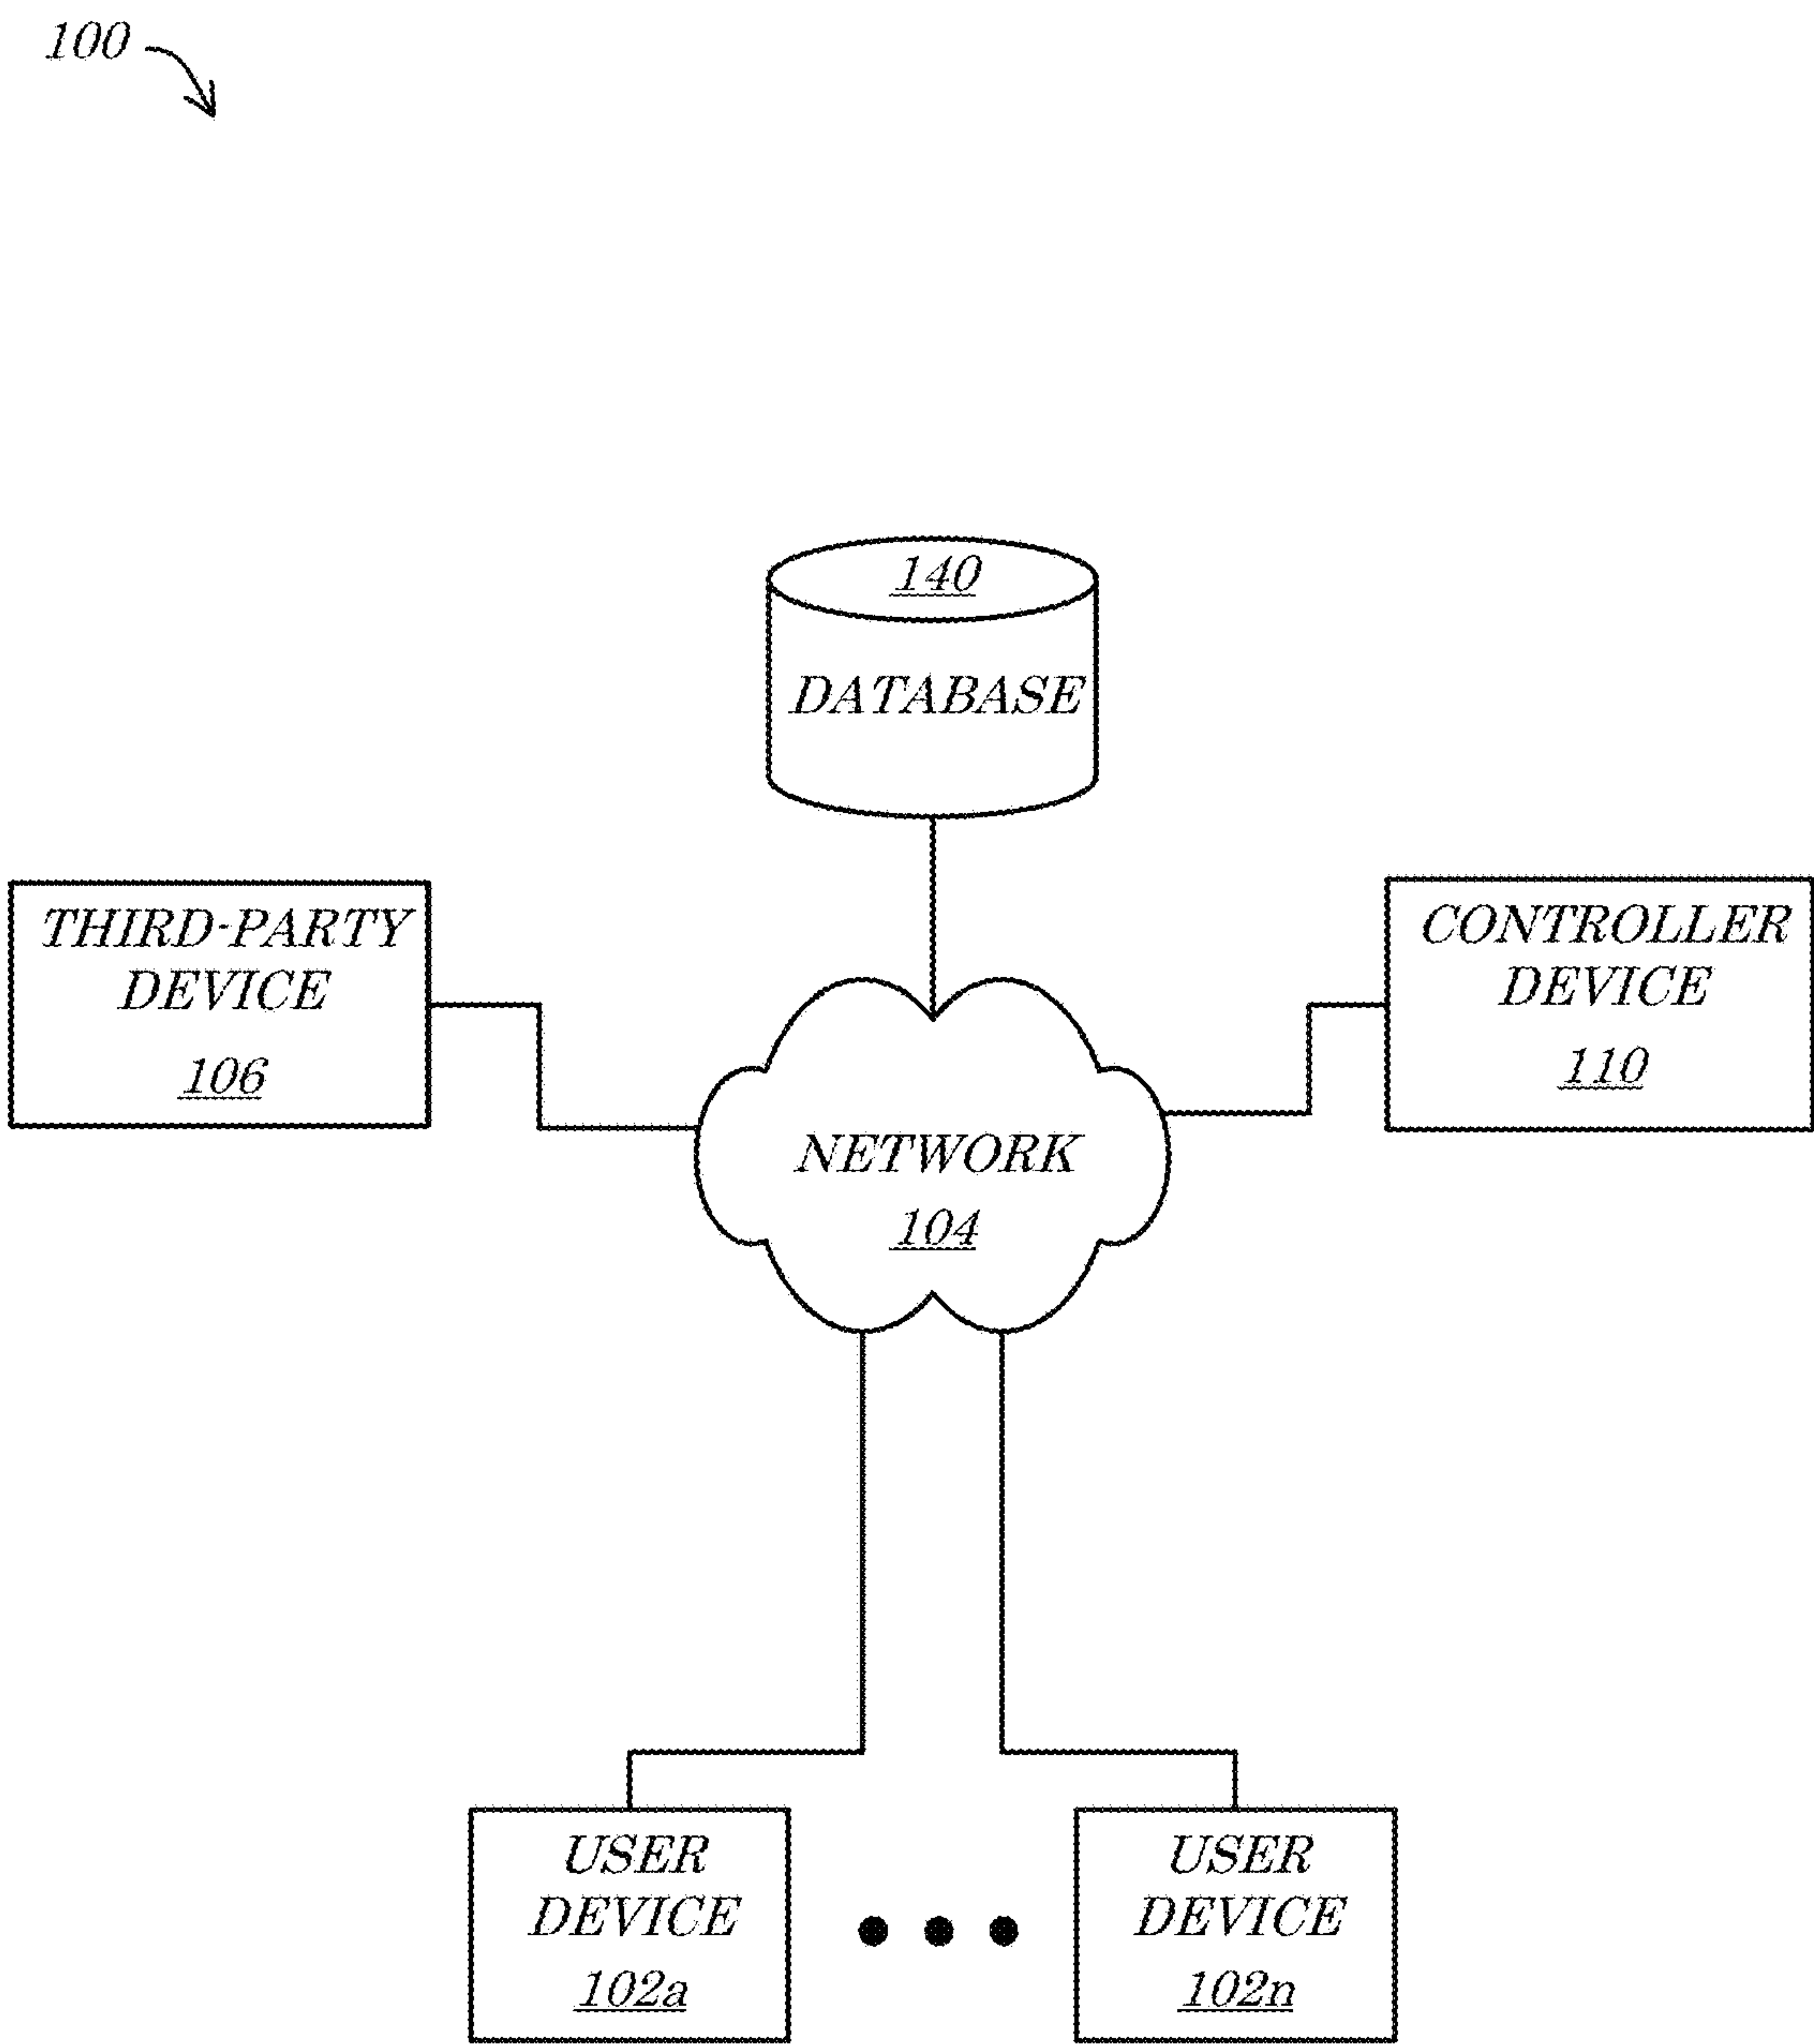 100
140
DATABASE
THIRD-PARTY
DEVICE
106
CONTROLLER
DEVICE
110
NETWORK
104
USER
DEVICE
102a
USER
DEVICE
102n